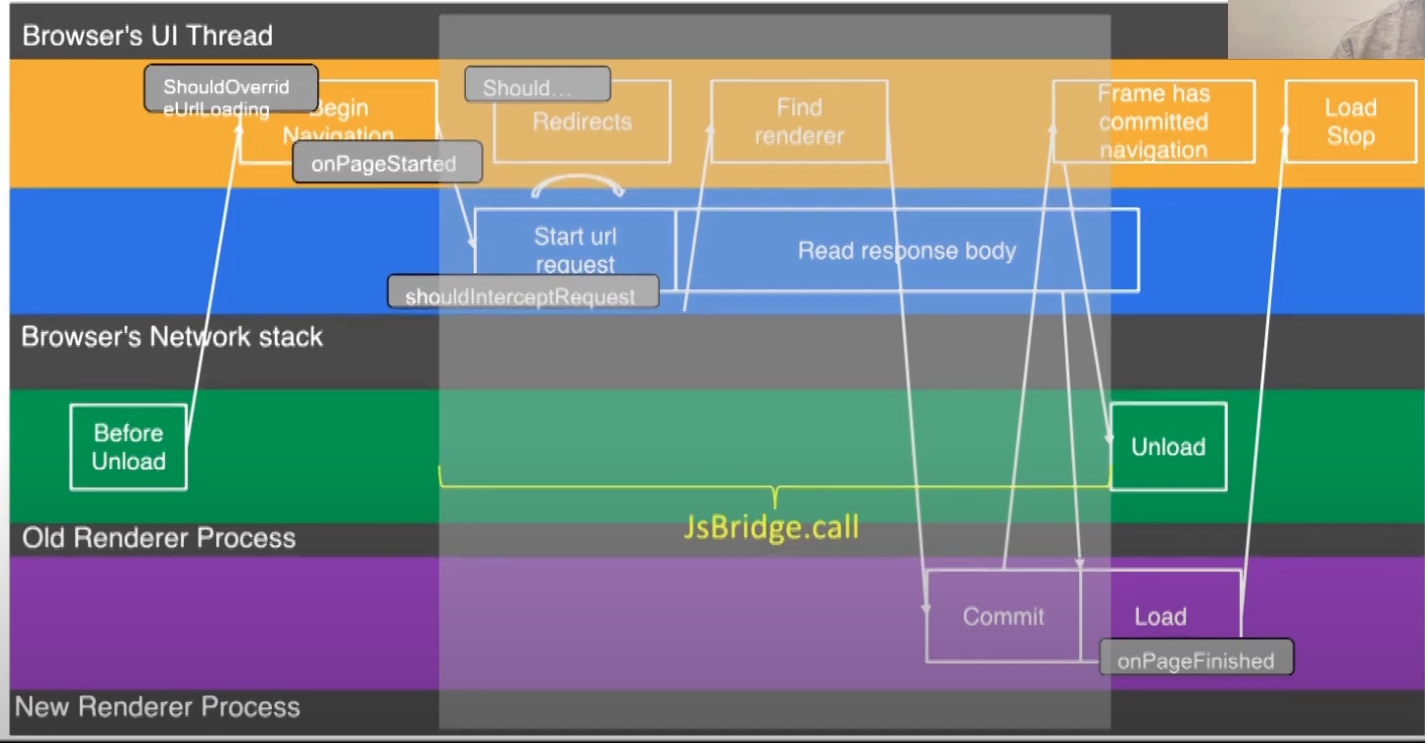 Browser's UI Thread
ShouldOverrid
eUrlLoading
Begin
Navigation
onPageStarted
Should...
Redirects
Find
renderer
Frame has
committed
navigation
Load
Stop
Start url
request
shouldInterceptRequest
Read response body
Browser's Network stack
Before
Unload
Unload
JsBridge.call
Old Renderer Process
Commit
Load
onPageFinished
New Renderer Process